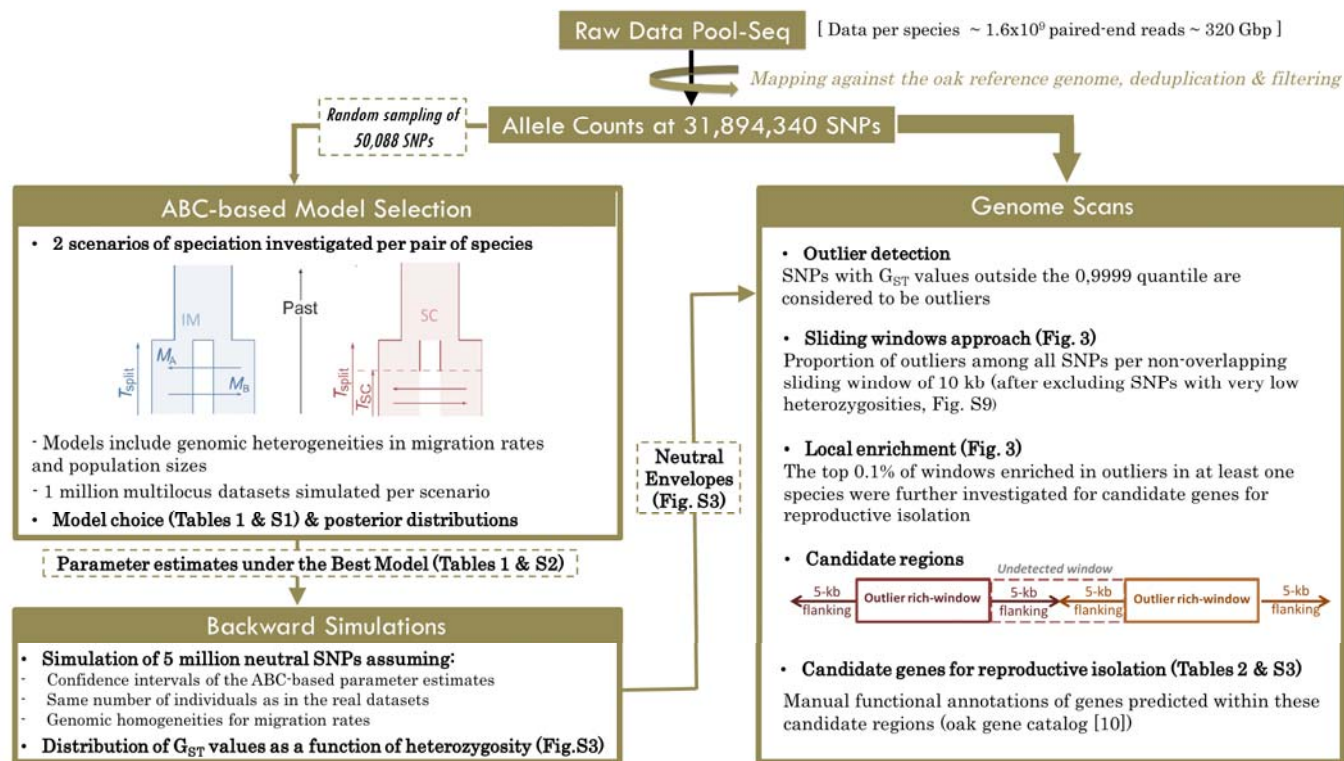 Raw Data Pool-Seq
[ Data per species ~ 1.6x10⁹ paired-end reads ~ 320 Gbp ]
Mapping against the oak reference genome, deduplication & filtering
Random sampling of
50,088 SNPs
Allele Counts at 31,894,340 SNPs
ABC-based Model Selection
• 2 scenarios of speciation investigated per pair of species
IM
Past
SC
M_A
M_B
T_split
T_split
T_SC
- Models include genomic heterogeneities in migration rates
and population sizes
- 1 million multilocus datasets simulated per scenario
• Model choice (Tables 1 & S1) & posterior distributions
Parameter estimates under the Best Model (Tables 1 & S2)
Backward Simulations
• Simulation of 5 million neutral SNPs assuming:
- Confidence intervals of the ABC-based parameter estimates
- Same number of individuals as in the real datasets
- Genomic homogeneities for migration rates
• Distribution of G_ST values as a function of heterozygosity (Fig.S3)
Neutral
Envelopes
(Fig. S3)
Genome Scans
• Outlier detection
SNPs with G_ST values outside the 0,9999 quantile are
considered to be outliers
• Sliding windows approach (Fig. 3)
Proportion of outliers among all SNPs per non-overlapping
sliding window of 10 kb (after excluding SNPs with very low
heterozygosities, Fig. S9)
• Local enrichment (Fig. 3)
The top 0.1% of windows enriched in outliers in at least one
species were further investigated for candidate genes for
reproductive isolation
• Candidate regions
Undetected window
5-kb
flanking
Outlier rich-window
5-kb
flanking
5-kb
flanking
Outlier rich-window
5-kb
flanking
• Candidate genes for reproductive isolation (Tables 2 & S3)
Manual functional annotations of genes predicted within these
candidate regions (oak gene catalog [10])